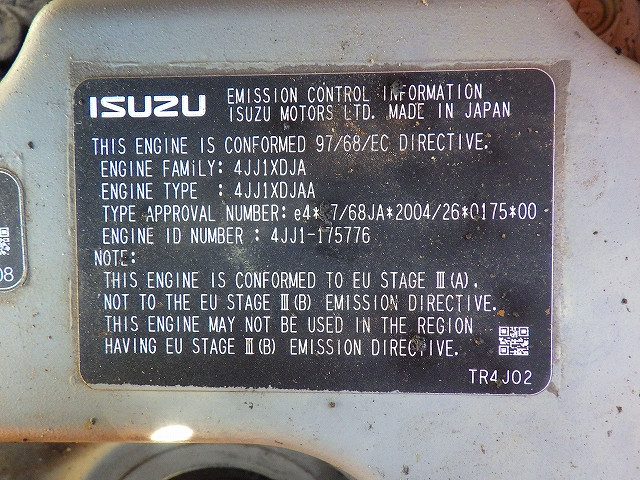 ISUZU EMISSION CONTROL INFORMATION
ISUZU MOTORS LTD. MADE IN JAPAN
THIS ENGINE IS CONFORMED 97/68/EC DIRECTIVE.
ENGINE FAMILY: 4JJ1XDJA
ENGINE TYPE : 4JJ1XDJAA
TYPE APPROVAL NUMBER: e4* 7/68JA*2004/26*0175*00
ENGINE ID NUMBER : 4JJ1-175776
NOTE:
THIS ENGINE IS CONFORMED TO EU STAGE Ⅲ(A),
NOT TO THE EU STAGE Ⅲ(B) EMISSION DIRECTIVE.
THIS ENGINE MAY NOT BE USED IN THE REGION
HAVING EU STAGE Ⅲ(B) EMISSION DIRECTIVE.
TR4J02
08